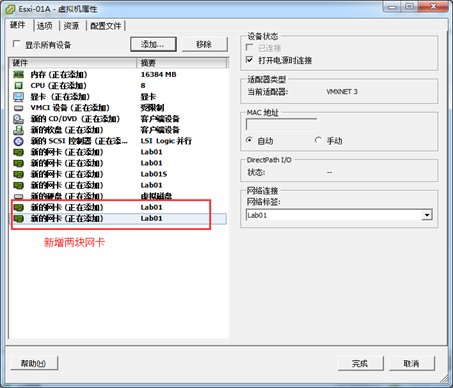 Esxi-01A - 虚拟机属性
硬件 选项 资源 配置文件
显示所有设备 添加... 移除
硬件 摘要
内存 (正在添加) 16384 MB
CPU (正在添加) 8
显卡 (正在添加) 显卡
VMCI 设备 (正在添加) 受限制
新的 CD/DVD (正在添加) 客户端设备
新的软盘 (正在添加) 客户端设备
新的 SCSI 控制器 (正在添... LSI Logic 并行
新的网卡 (正在添加) Lab01
新的网卡 (正在添加) Lab01
新的网卡 (正在添加) Lab01S
新的网卡 (正在添加) Lab01
新的硬盘 (正在添加) 虚拟磁盘
新的网卡 (正在添加) Lab01
新的网卡 (正在添加) Lab01
新增两块网卡
设备状态
已连接
打开电源时连接
适配器类型
当前适配器: VMXNET 3
MAC 地址
自动 手动
DirectPath I/O
状态: --
网络连接
网络标签:
Lab01
帮助(H) 完成 取消